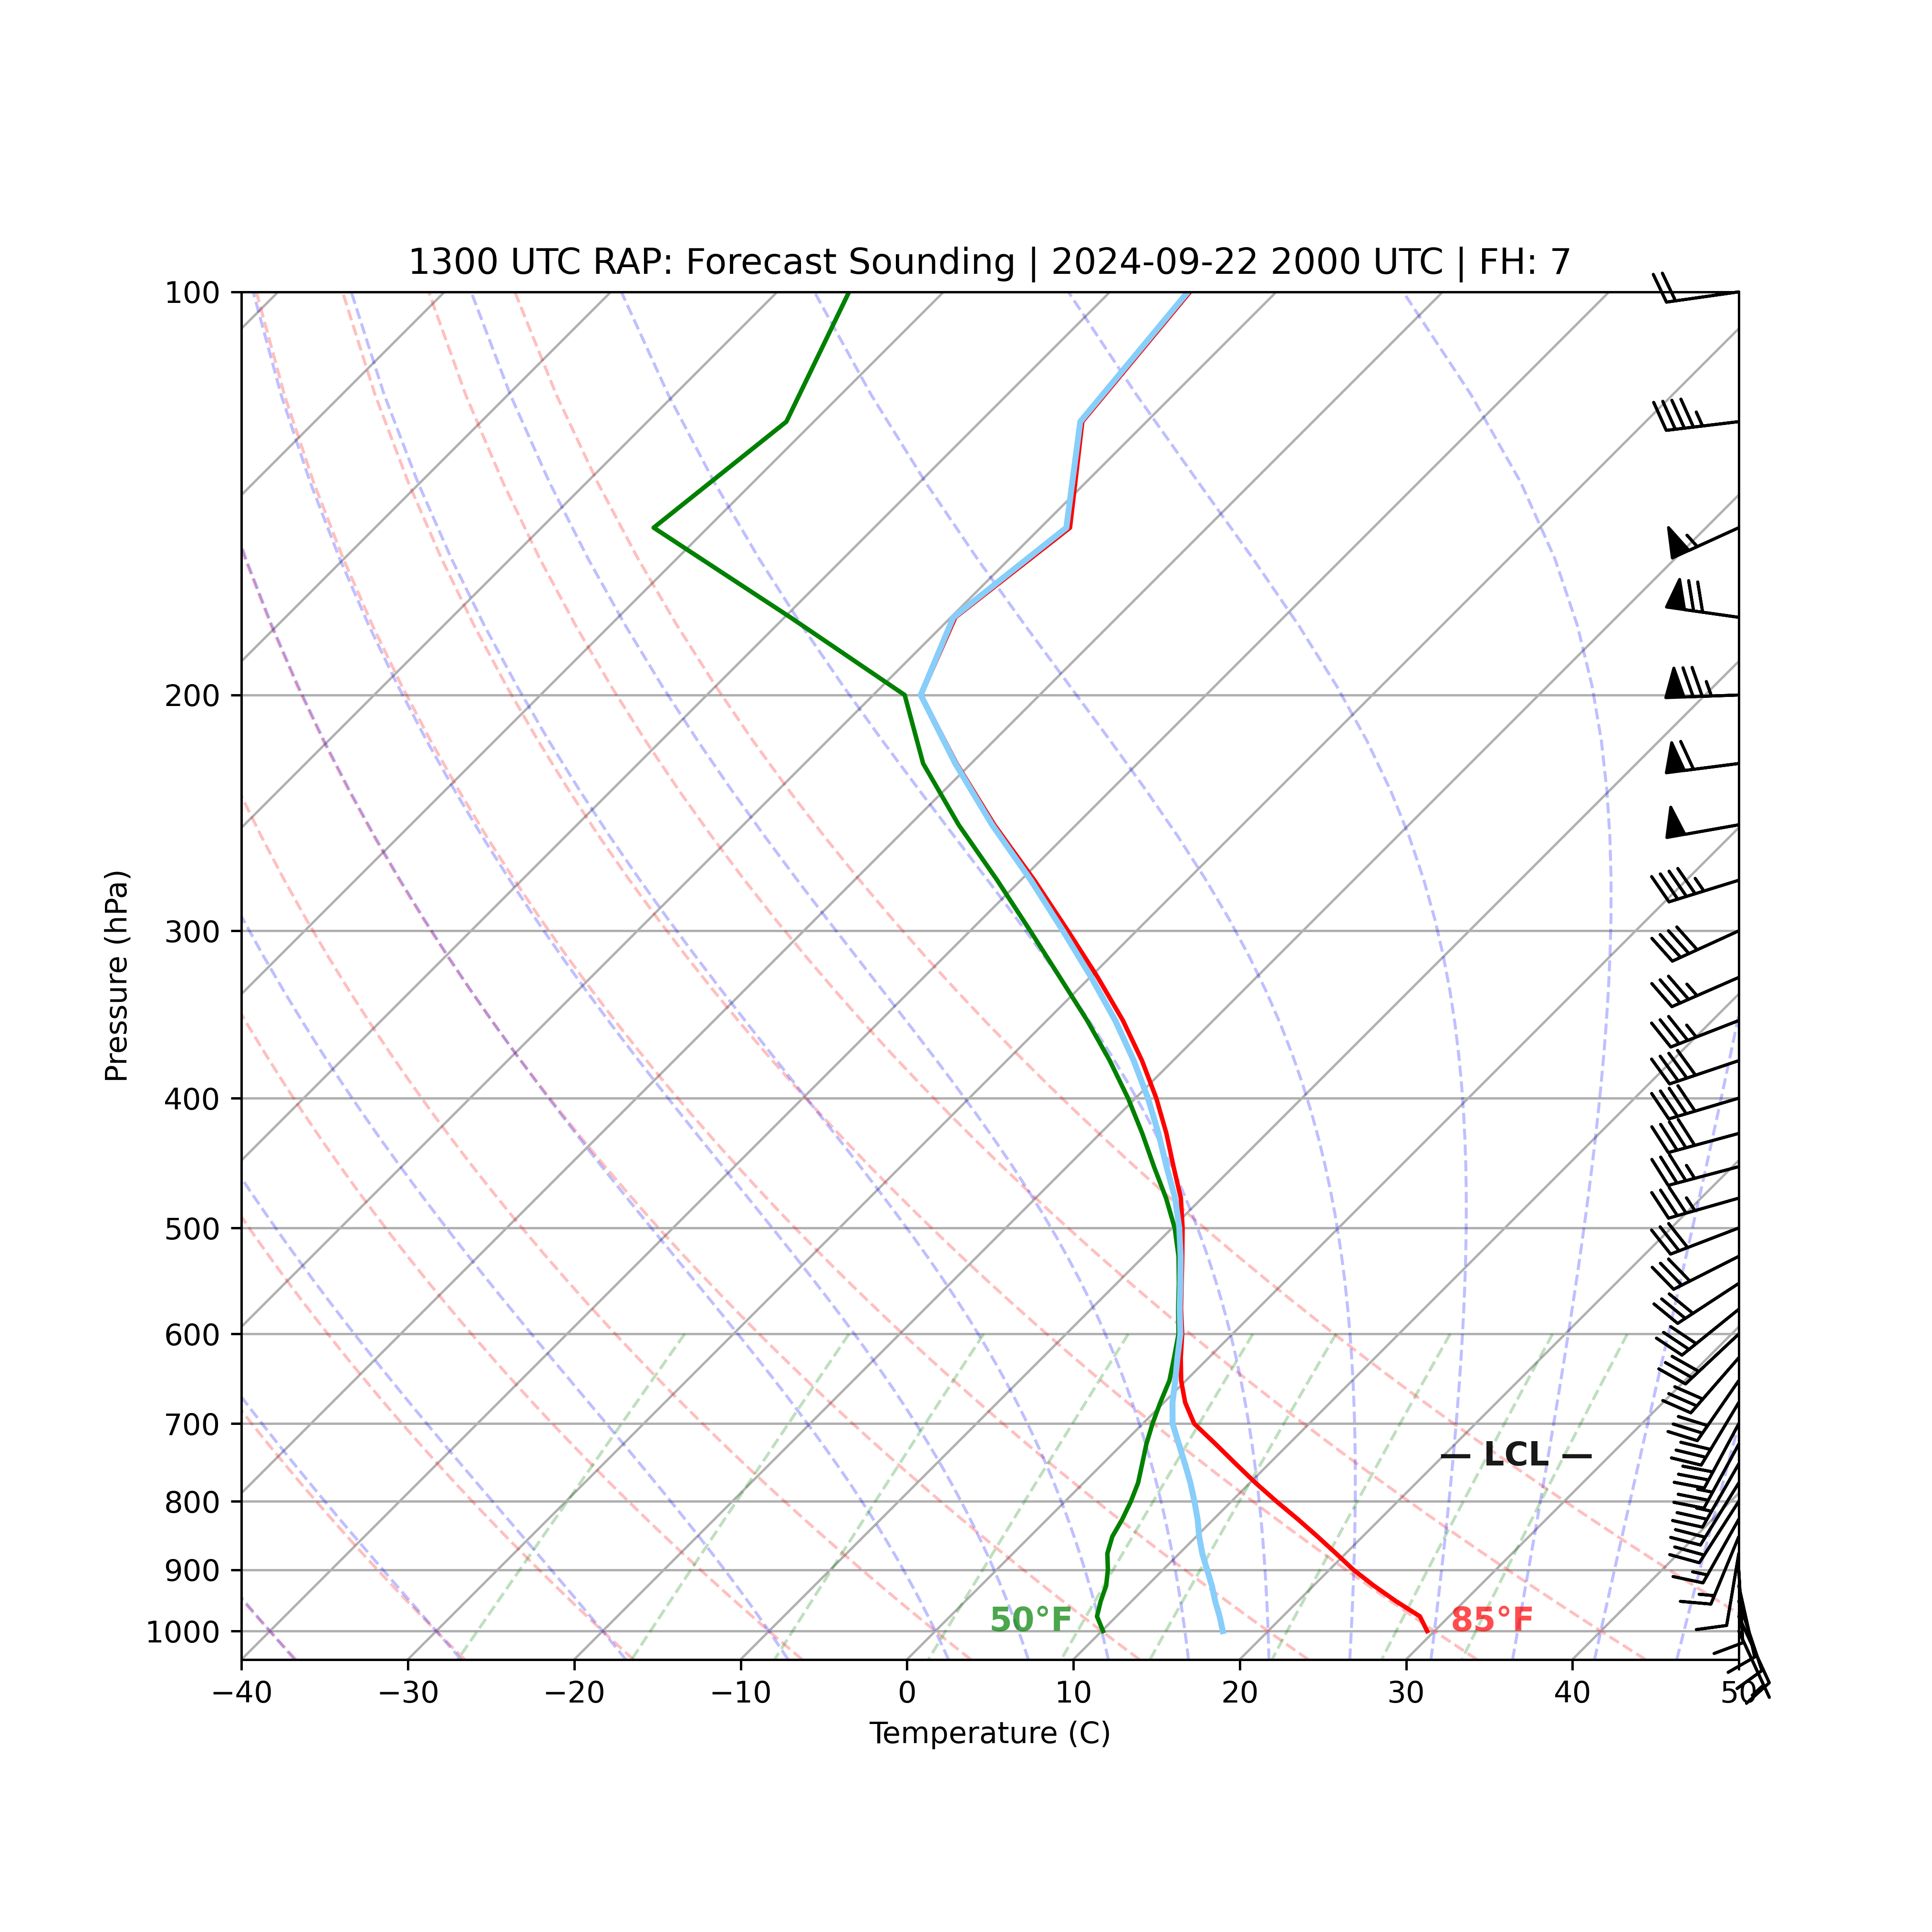 1300 UTC RAP: Forecast Sounding | 2024-09-22 2000 UTC | FH: 7
100
200
300
400
500
600
700
800
900
1000
Pressure (hPa)
— LCL —
50°F
85°F
−40 −30 −20 −10 0 10 20 30 40 50
Temperature (C)